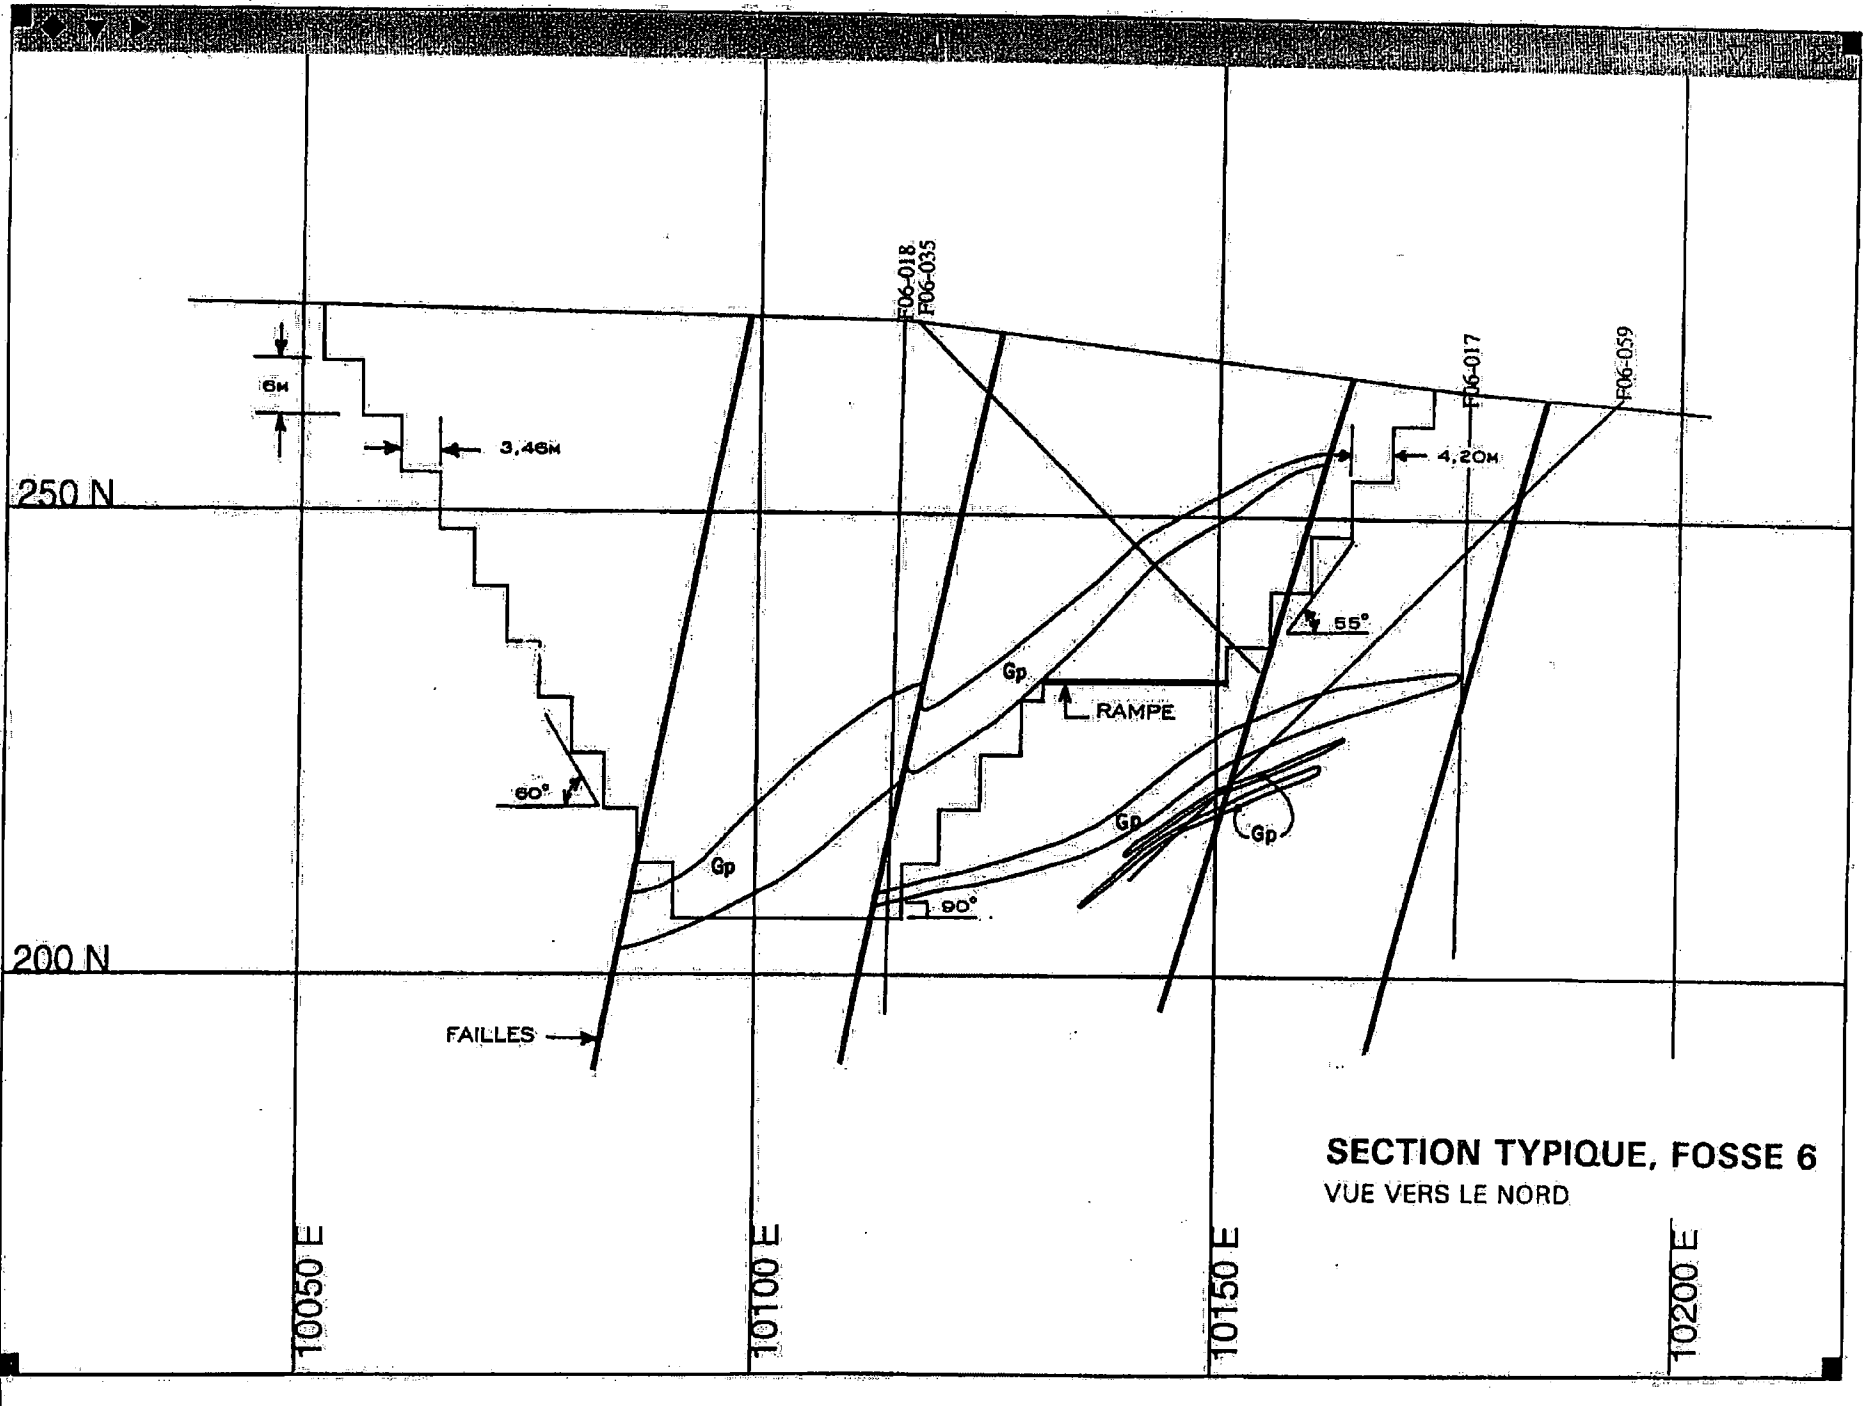 F06-018
F06-035
F06-017
F06-059
6M
3,46M
4,20M
250 N
55°
Gp
RAMPE
60°
Gp
Gp
Gp
90°
200 N
FAILLES
SECTION TYPIQUE, FOSSE 6
VUE VERS LE NORD
10050 E
10100 E
10150 E
10200 E